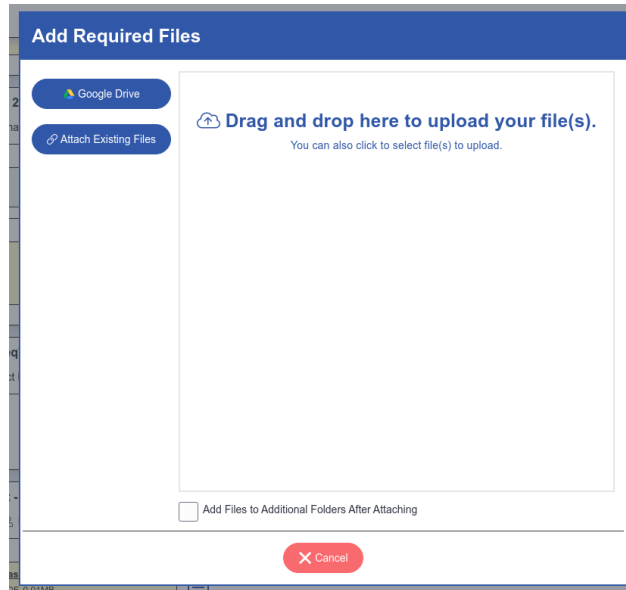 Add Required Files
Google Drive
Attach Existing Files
Drag and drop here to upload your file(s).
You can also click to select file(s) to upload.
Add Files to Additional Folders After Attaching
Cancel